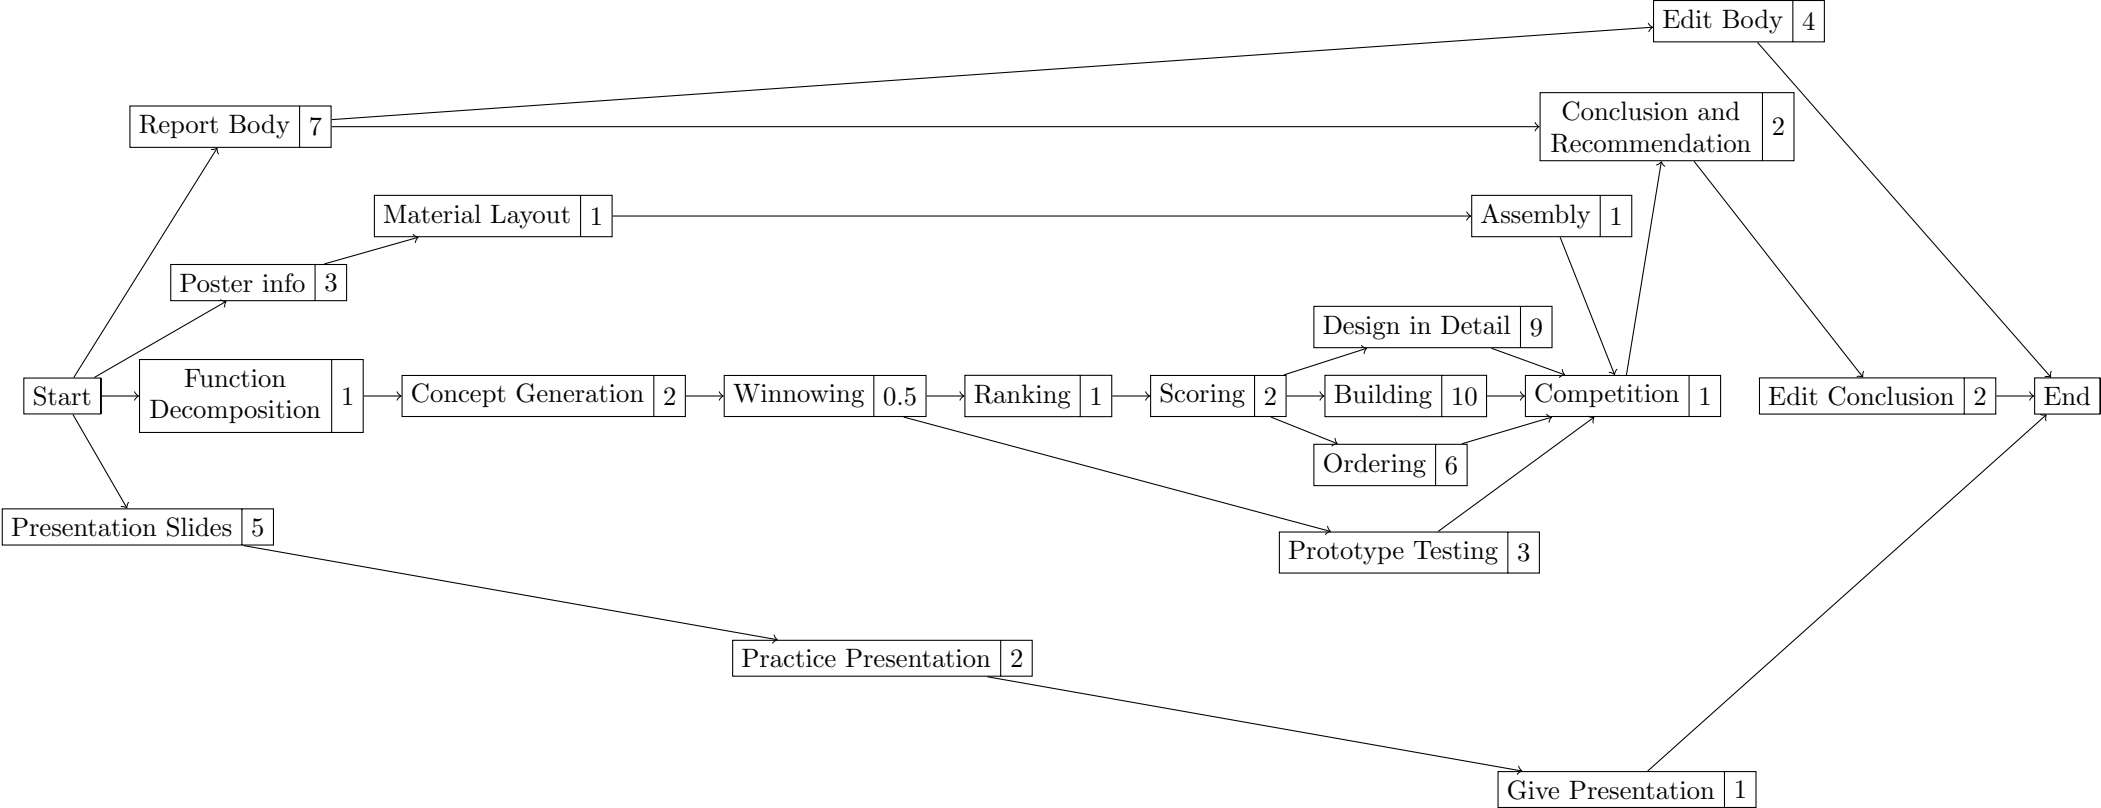 Edit Body 4
Report Body 7
Conclusion and
Recommendation 2
Material Layout 1
Assembly 1
Poster info 3
Design in Detail 9
Start
Function
Decomposition 1
Concept Generation 2
Winnowing 0.5
Ranking 1
Scoring 2
Building 10
Competition 1
Edit Conclusion 2
End
Ordering 6
Presentation Slides 5
Prototype Testing 3
Practice Presentation 2
Give Presentation 1